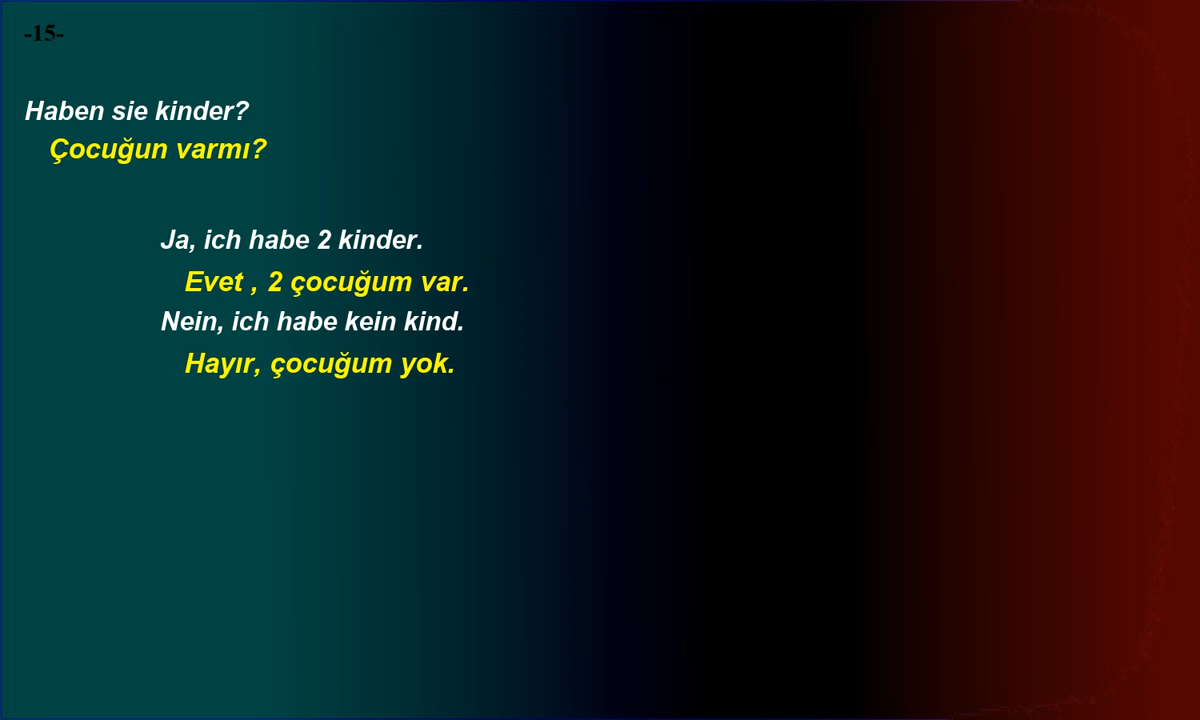 -15-
Haben sie kinder?
Çocuğun varmı?
Ja, ich habe 2 kinder.
Evet , 2 çocuğum var.
Nein, ich habe kein kind.
Hayır, çocuğum yok.